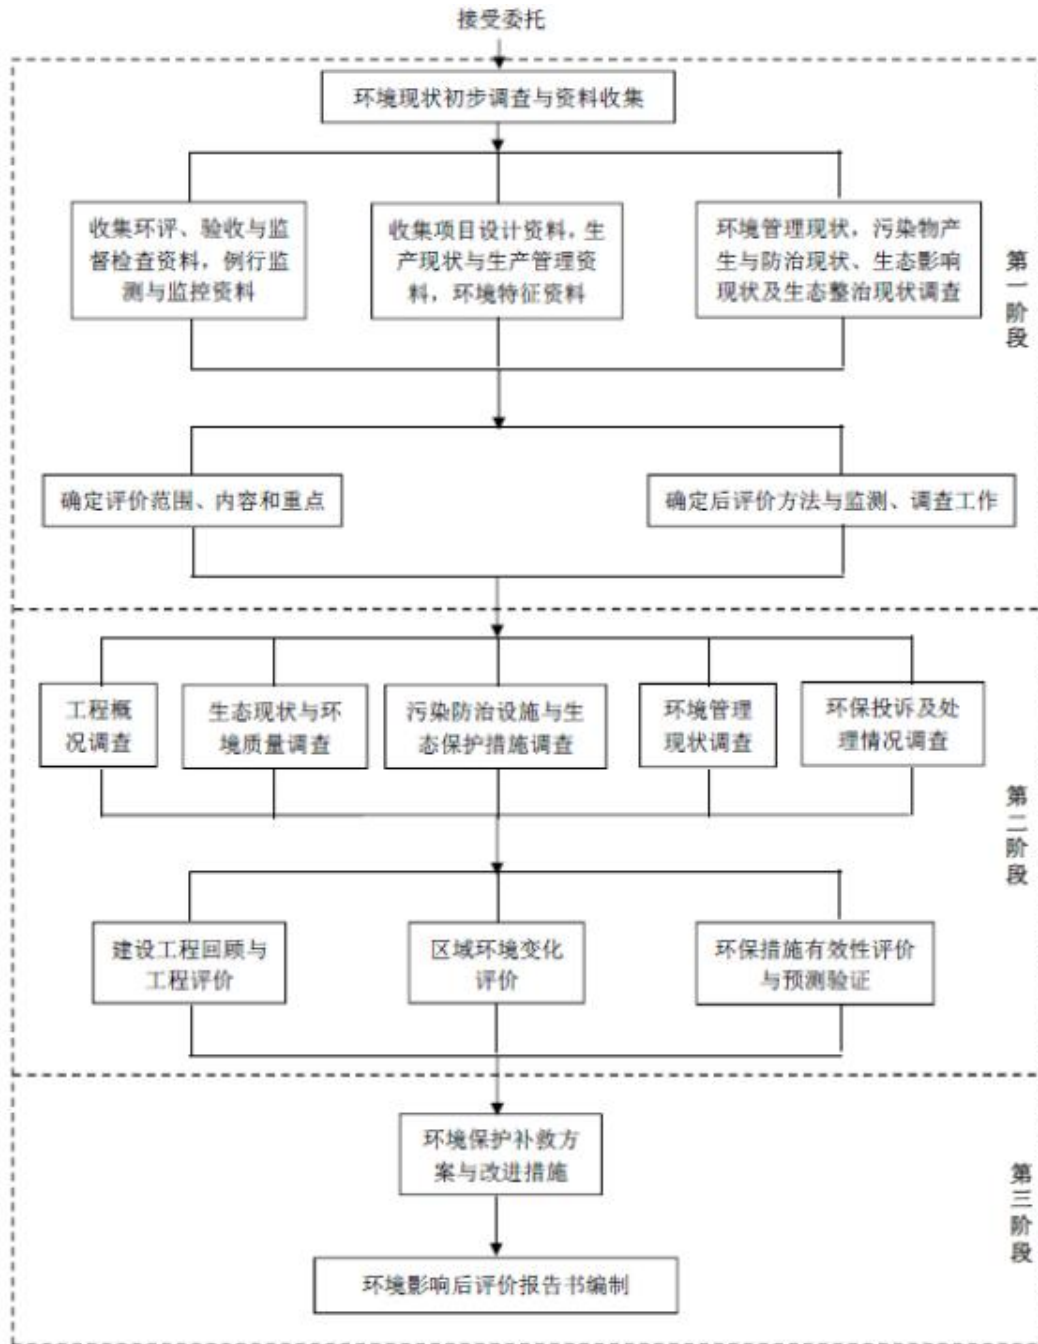 接受委托
环境现状初步调查与资料收集
收集环评、验收与监
督检查资料，例行监
测与监控资料
收集项目设计资料，生
产现状与生产管理资
料，环境特征资料
环境管理现状，污染物产
生与防治现状、生态影响
现状及生态整治现状调查
第一阶段
确定评价范围、内容和重点
确定后评价方法与监测、调查工作
工程概
况调查
生态现状与环
境质量调查
污染防治设施与生
态保护措施调查
环境管理
现状调查
环保投诉及处
理情况调查
第二阶段
建设工程回顾与
工程评价
区域环境变化
评价
环保措施有效性评价
与预测验证
环境保护补救方
案与改进措施
第三阶段
环境影响后评价报告书编制